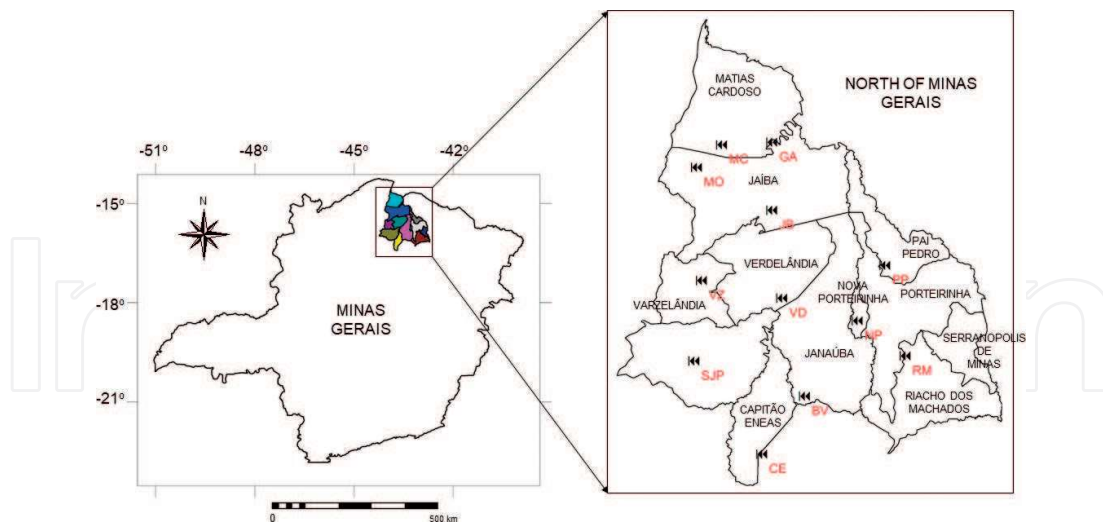 -51°
-45°
-42°
-15°
-18°
-21°
N
MINAS
GERAIS
0
500 km
NORTH OF MINAS
GERAIS
MATIAS
CARDOSO
MC
GA
MO
JAÍBA
JB
PAI
PEDRO
VERDELÂNDIA
PP
VZ
NOVA
PORTEIRINHA
PORTEIRINHA
VARZELÂNDIA
VD
NP
SERRANOPOLIS
DE
MINAS
JANAÚBA
SJP
RM
RIACHO DOS
MACHADOS
CAPITÃO
ENEAS
BV
CE